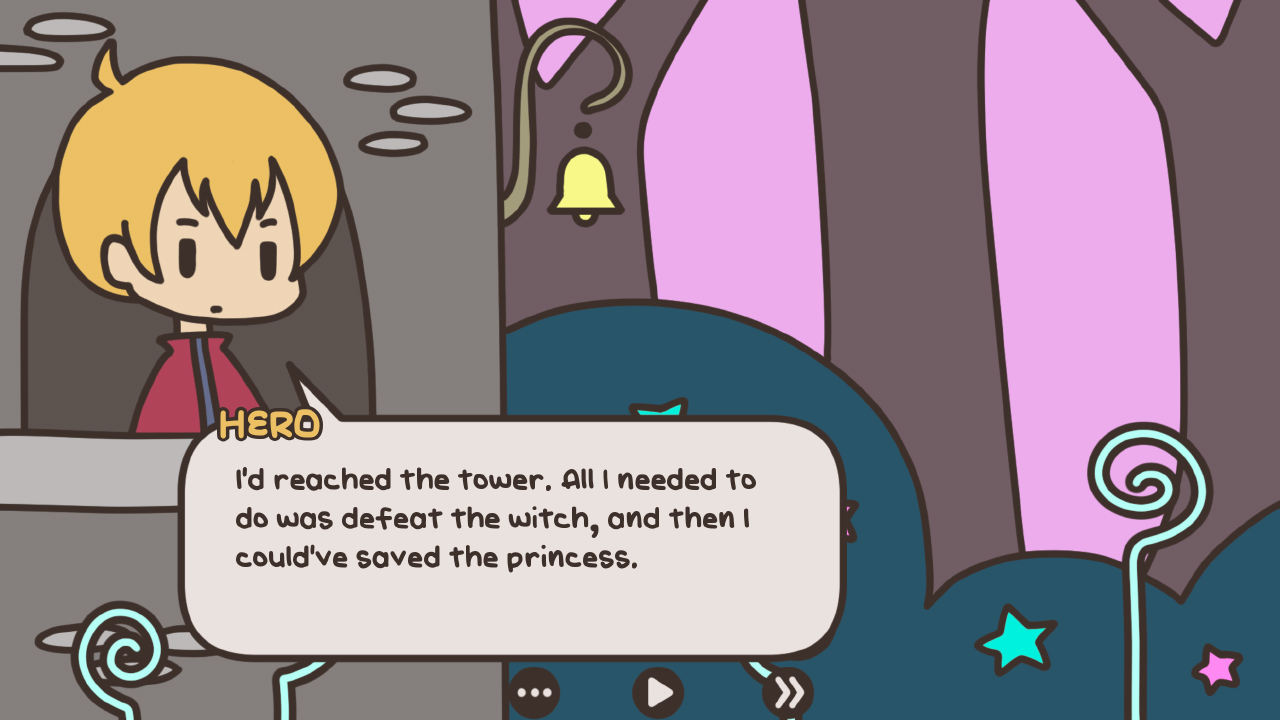 HERO
I'd reached the tower. All I needed to
do was defeat the witch, and then I
could've saved the princess.